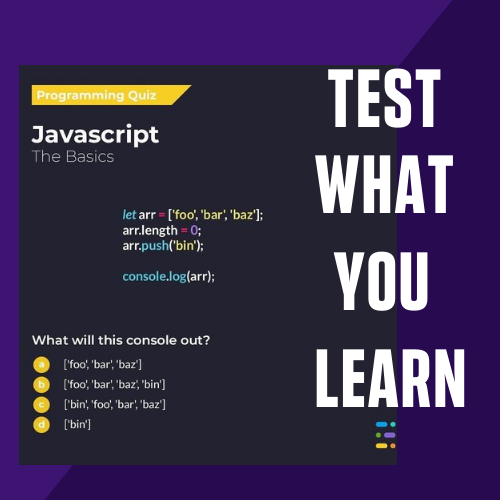 Programming Quiz
Javascript
The Basics
let arr = ['foo', 'bar', 'baz'];
arr.length = 0;
arr.push('bin');
console.log(arr);
What will this console out?
a ['foo', 'bar', 'baz']
b ['foo', 'bar', 'baz', 'bin']
c ['bin', 'foo', 'bar', 'baz']
d ['bin']
TEST
WHAT
YOU
LEARN